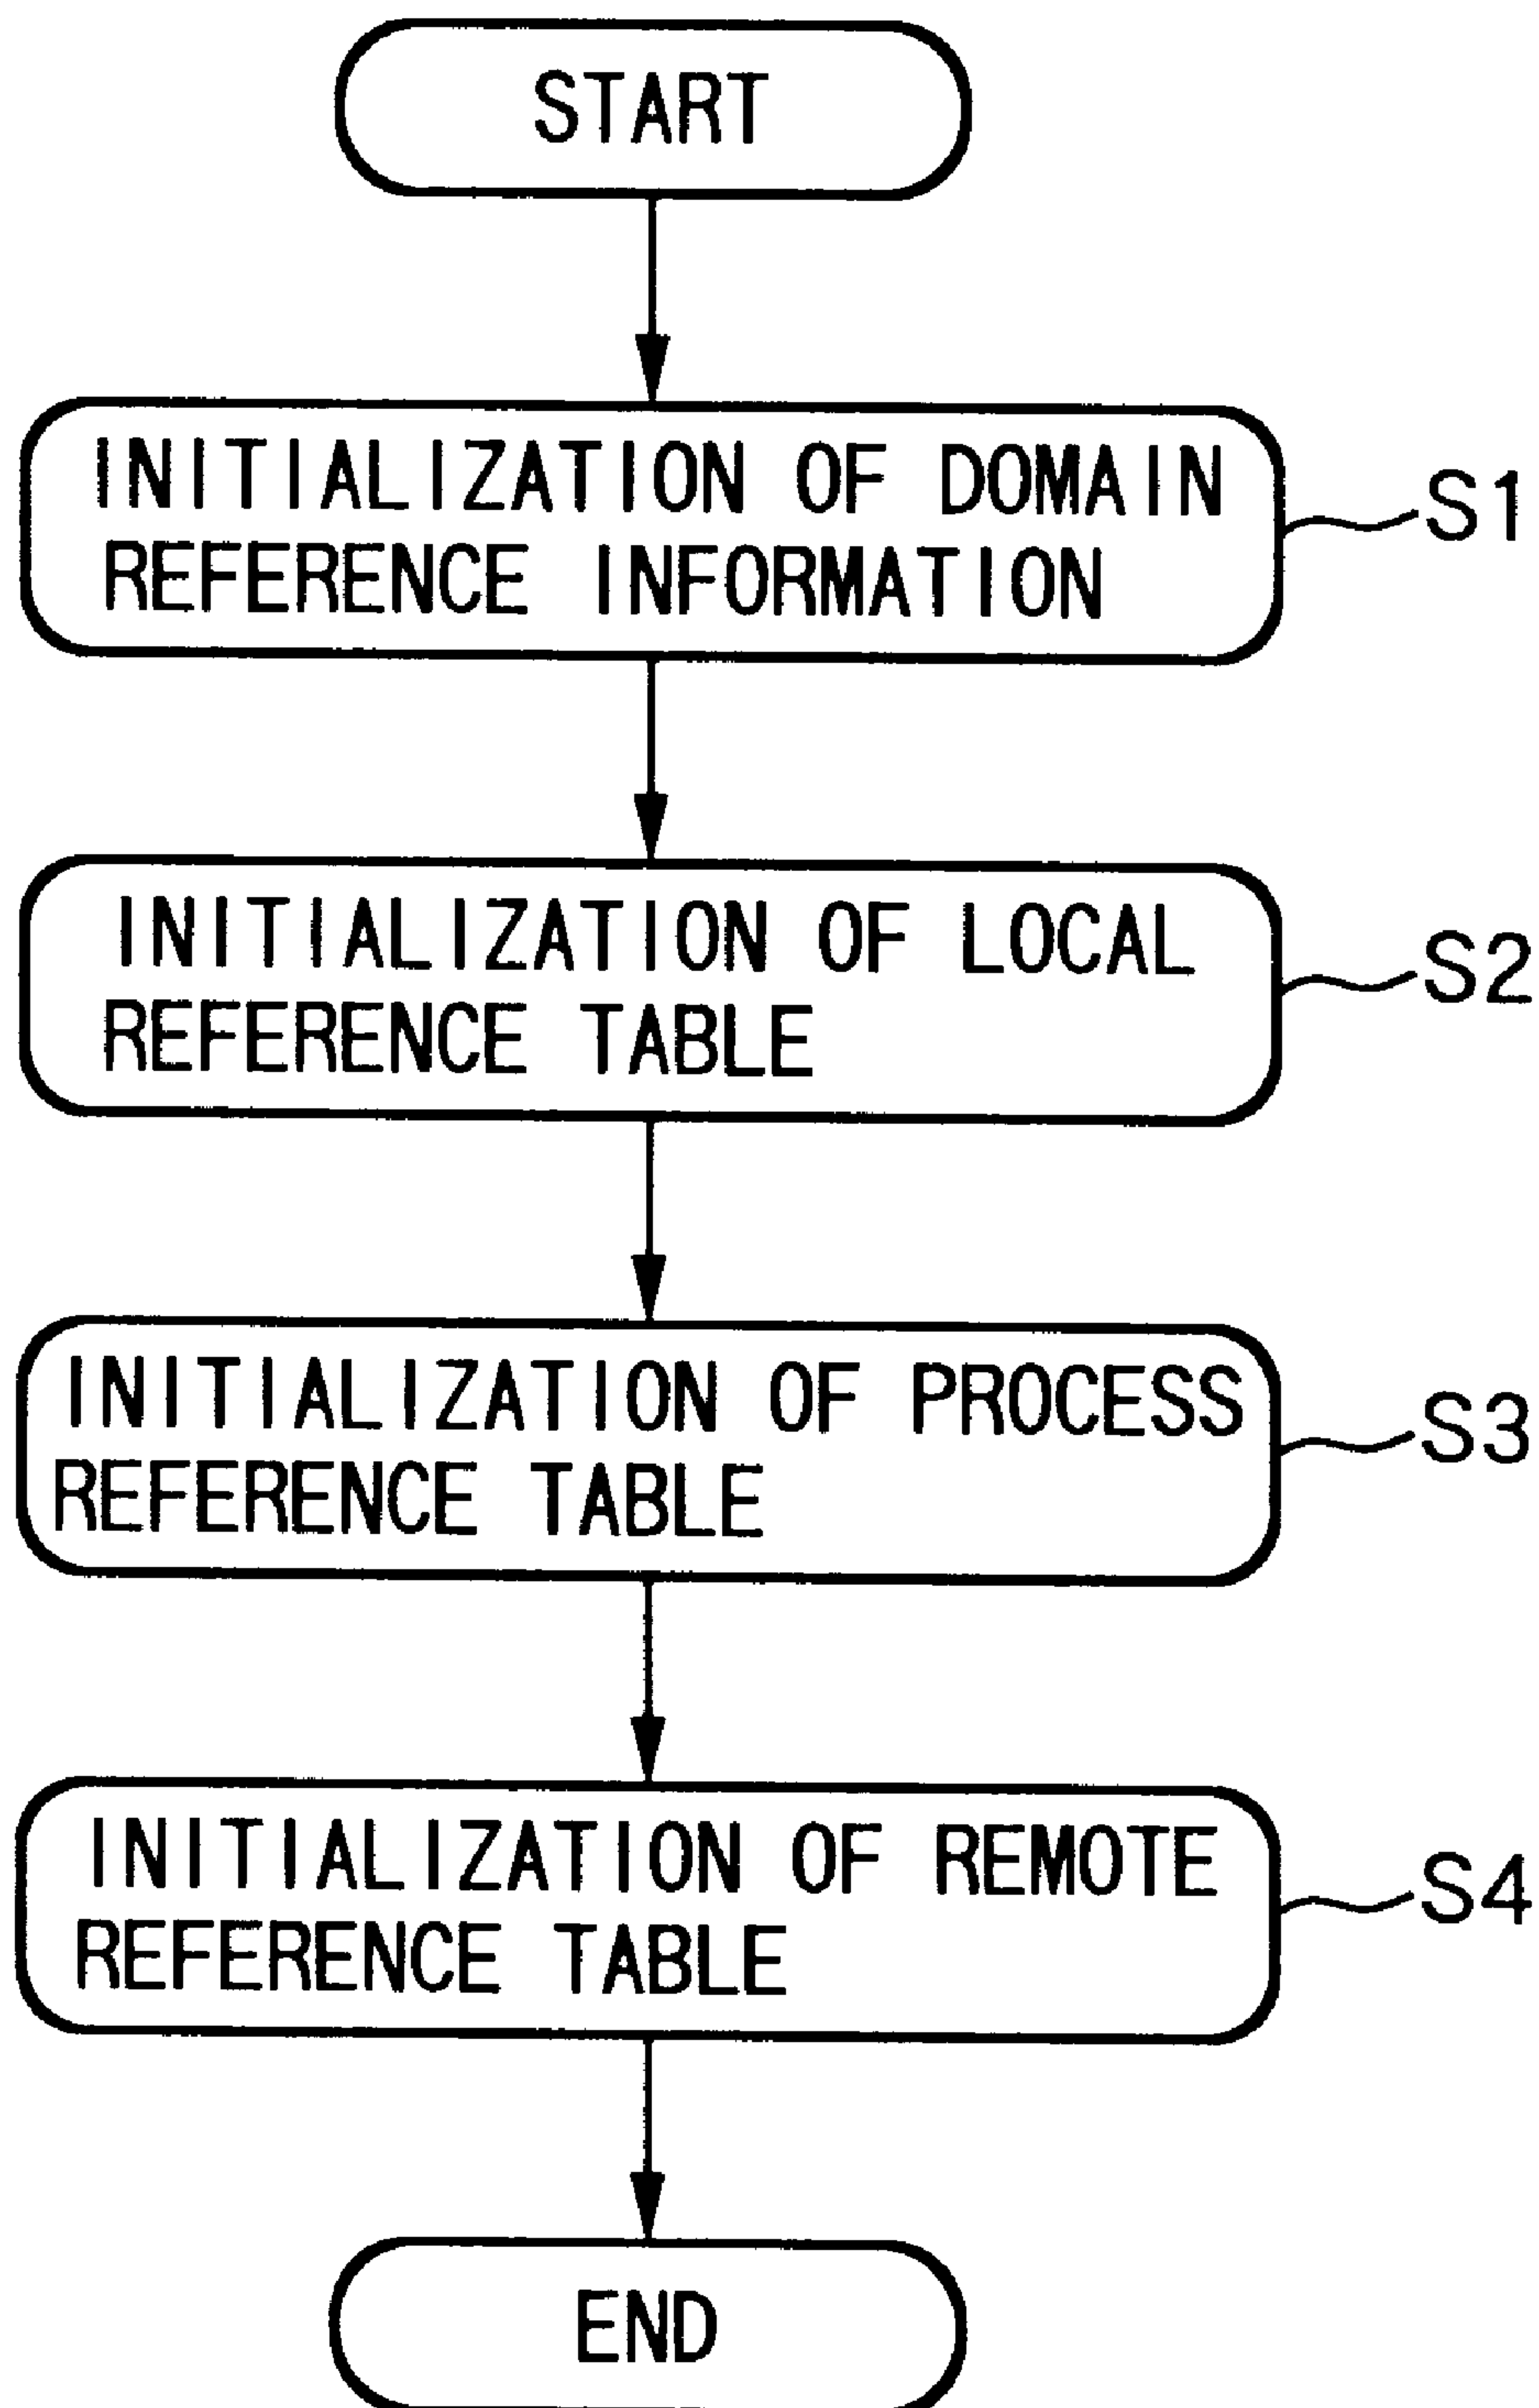 START
INITIALIZATION OF DOMAIN
REFERENCE INFORMATION
S1
INITIALIZATION OF LOCAL
REFERENCE TABLE
S2
INITIALIZATION OF PROCESS
REFERENCE TABLE
S3
INITIALIZATION OF REMOTE
REFERENCE TABLE
S4
END